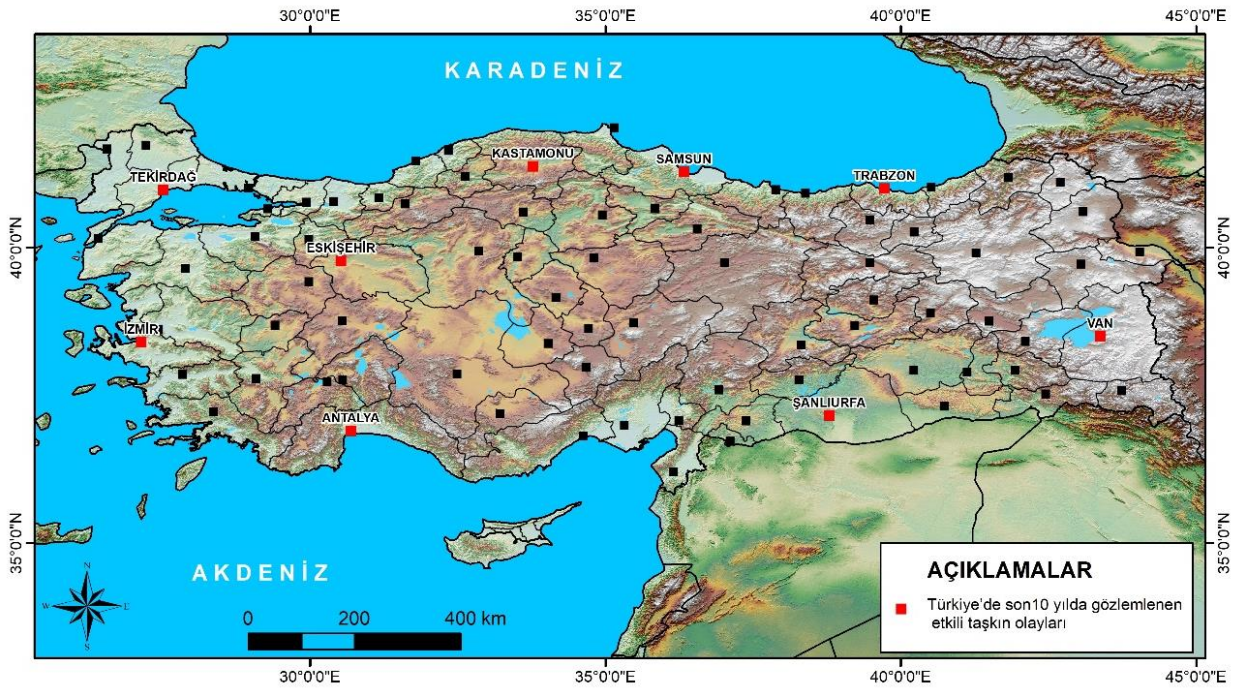 30°0'0"E 35°0'0"E 40°0'0"E 45°0'0"E
KARADENİZ
KASTAMONU
SAMSUN
TEKİRDAĞ
TRABZON
40°0'0"N
40°0'0"N
ESKİŞEHİR
İZMİR
VAN
ŞANLIURFA
ANTALYA
35°0'0"N
35°0'0"N
AKDENİZ
N
W E
S
0 200 400 km
AÇIKLAMALAR
Türkiye'de son10 yılda gözlemlenen
etkili taşkın olayları
30°0'0"E 35°0'0"E 40°0'0"E 45°0'0"E